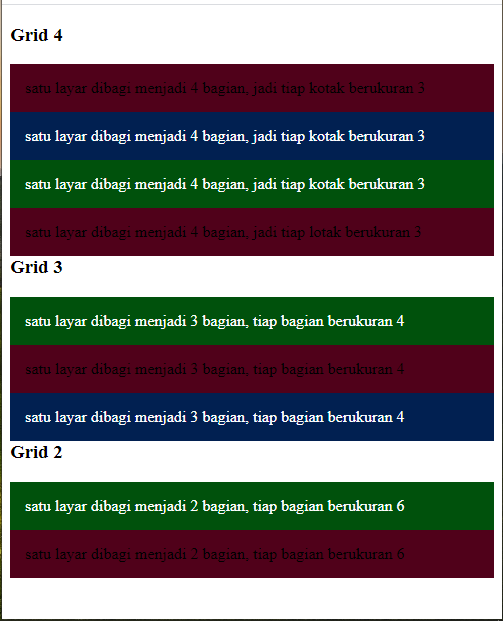 Grid 4
satu layar dibagi menjadi 4 bagian, jadi tiap kotak berukuran 3
satu layar dibagi menjadi 4 bagian, jadi tiap kotak berukuran 3
satu layar dibagi menjadi 4 bagian, jadi tiap kotak berukuran 3
satu layar dibagi menjadi 4 bagian, jadi tiap lotak berukuran 3
Grid 3
satu layar dibagi menjadi 3 bagian, tiap bagian berukuran 4
satu layar dibagi menjadi 3 bagian, tiap bagian berukuran 4
satu layar dibagi menjadi 3 bagian, tiap bagian berukuran 4
Grid 2
satu layar dibagi menjadi 2 bagian, tiap bagian berukuran 6
satu layar dibagi menjadi 2 bagian, tiap bagian berukuran 6